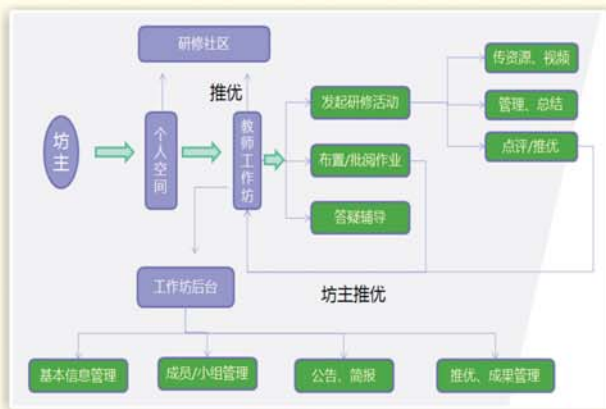 研修社区
推优
坊主
个人空间
教师工作坊
发起研修活动
布置/批阅作业
答疑辅导
传资源、视频
管理、总结
点评/推优
坊主推优
工作坊后台
基本信息管理
成员/小组管理
公告、简报
推优、成果管理